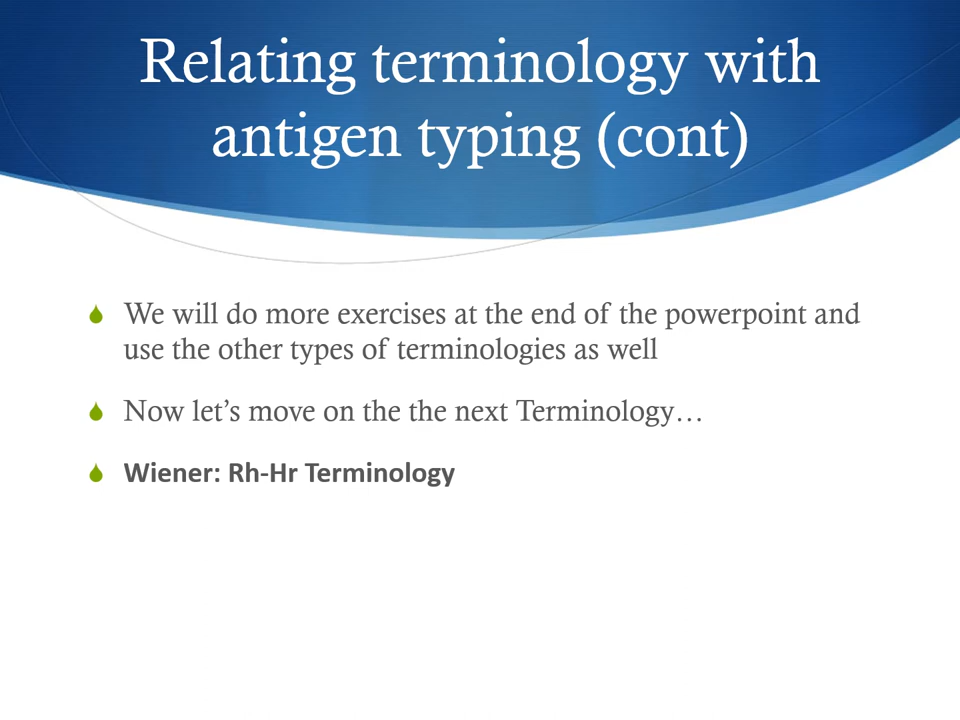 Relating terminology with
antigen typing (cont)
We will do more exercises at the end of the powerpoint and
use the other types of terminologies as well
Now let’s move on the the next Terminology…
Wiener: Rh-Hr Terminology